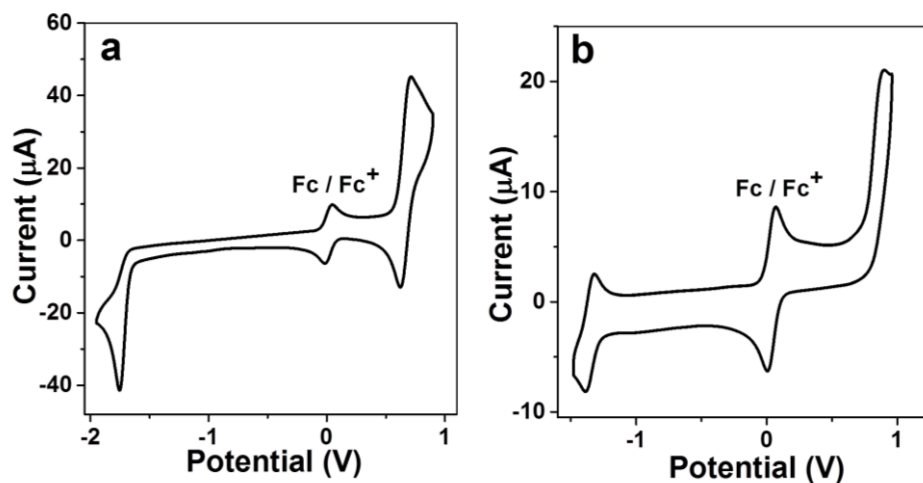 a
60
40
20
0
-20
-40
Current (μA)
Fc / Fc+
-2
-1
0
1
Potential (V)
b
20
10
0
-10
Current (μA)
Fc / Fc+
-1
0
1
Potential (V)